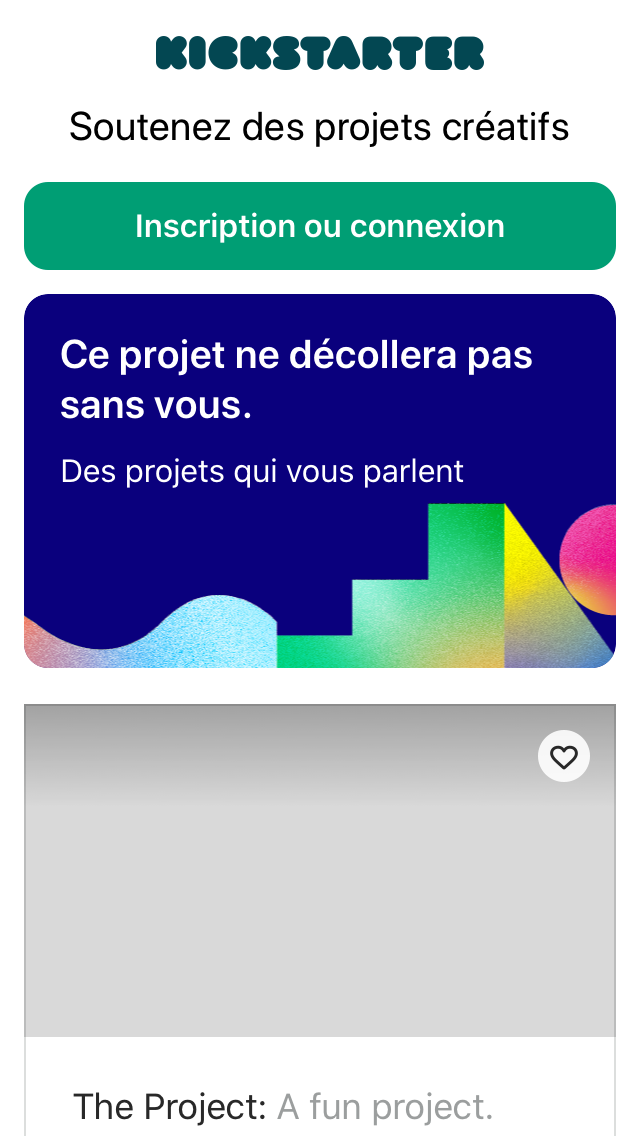 KICKSTARTER
Soutenez des projets créatifs
Inscription ou connexion
Ce projet ne décollera pas
sans vous.
Des projets qui vous parlent
The Project: A fun project.